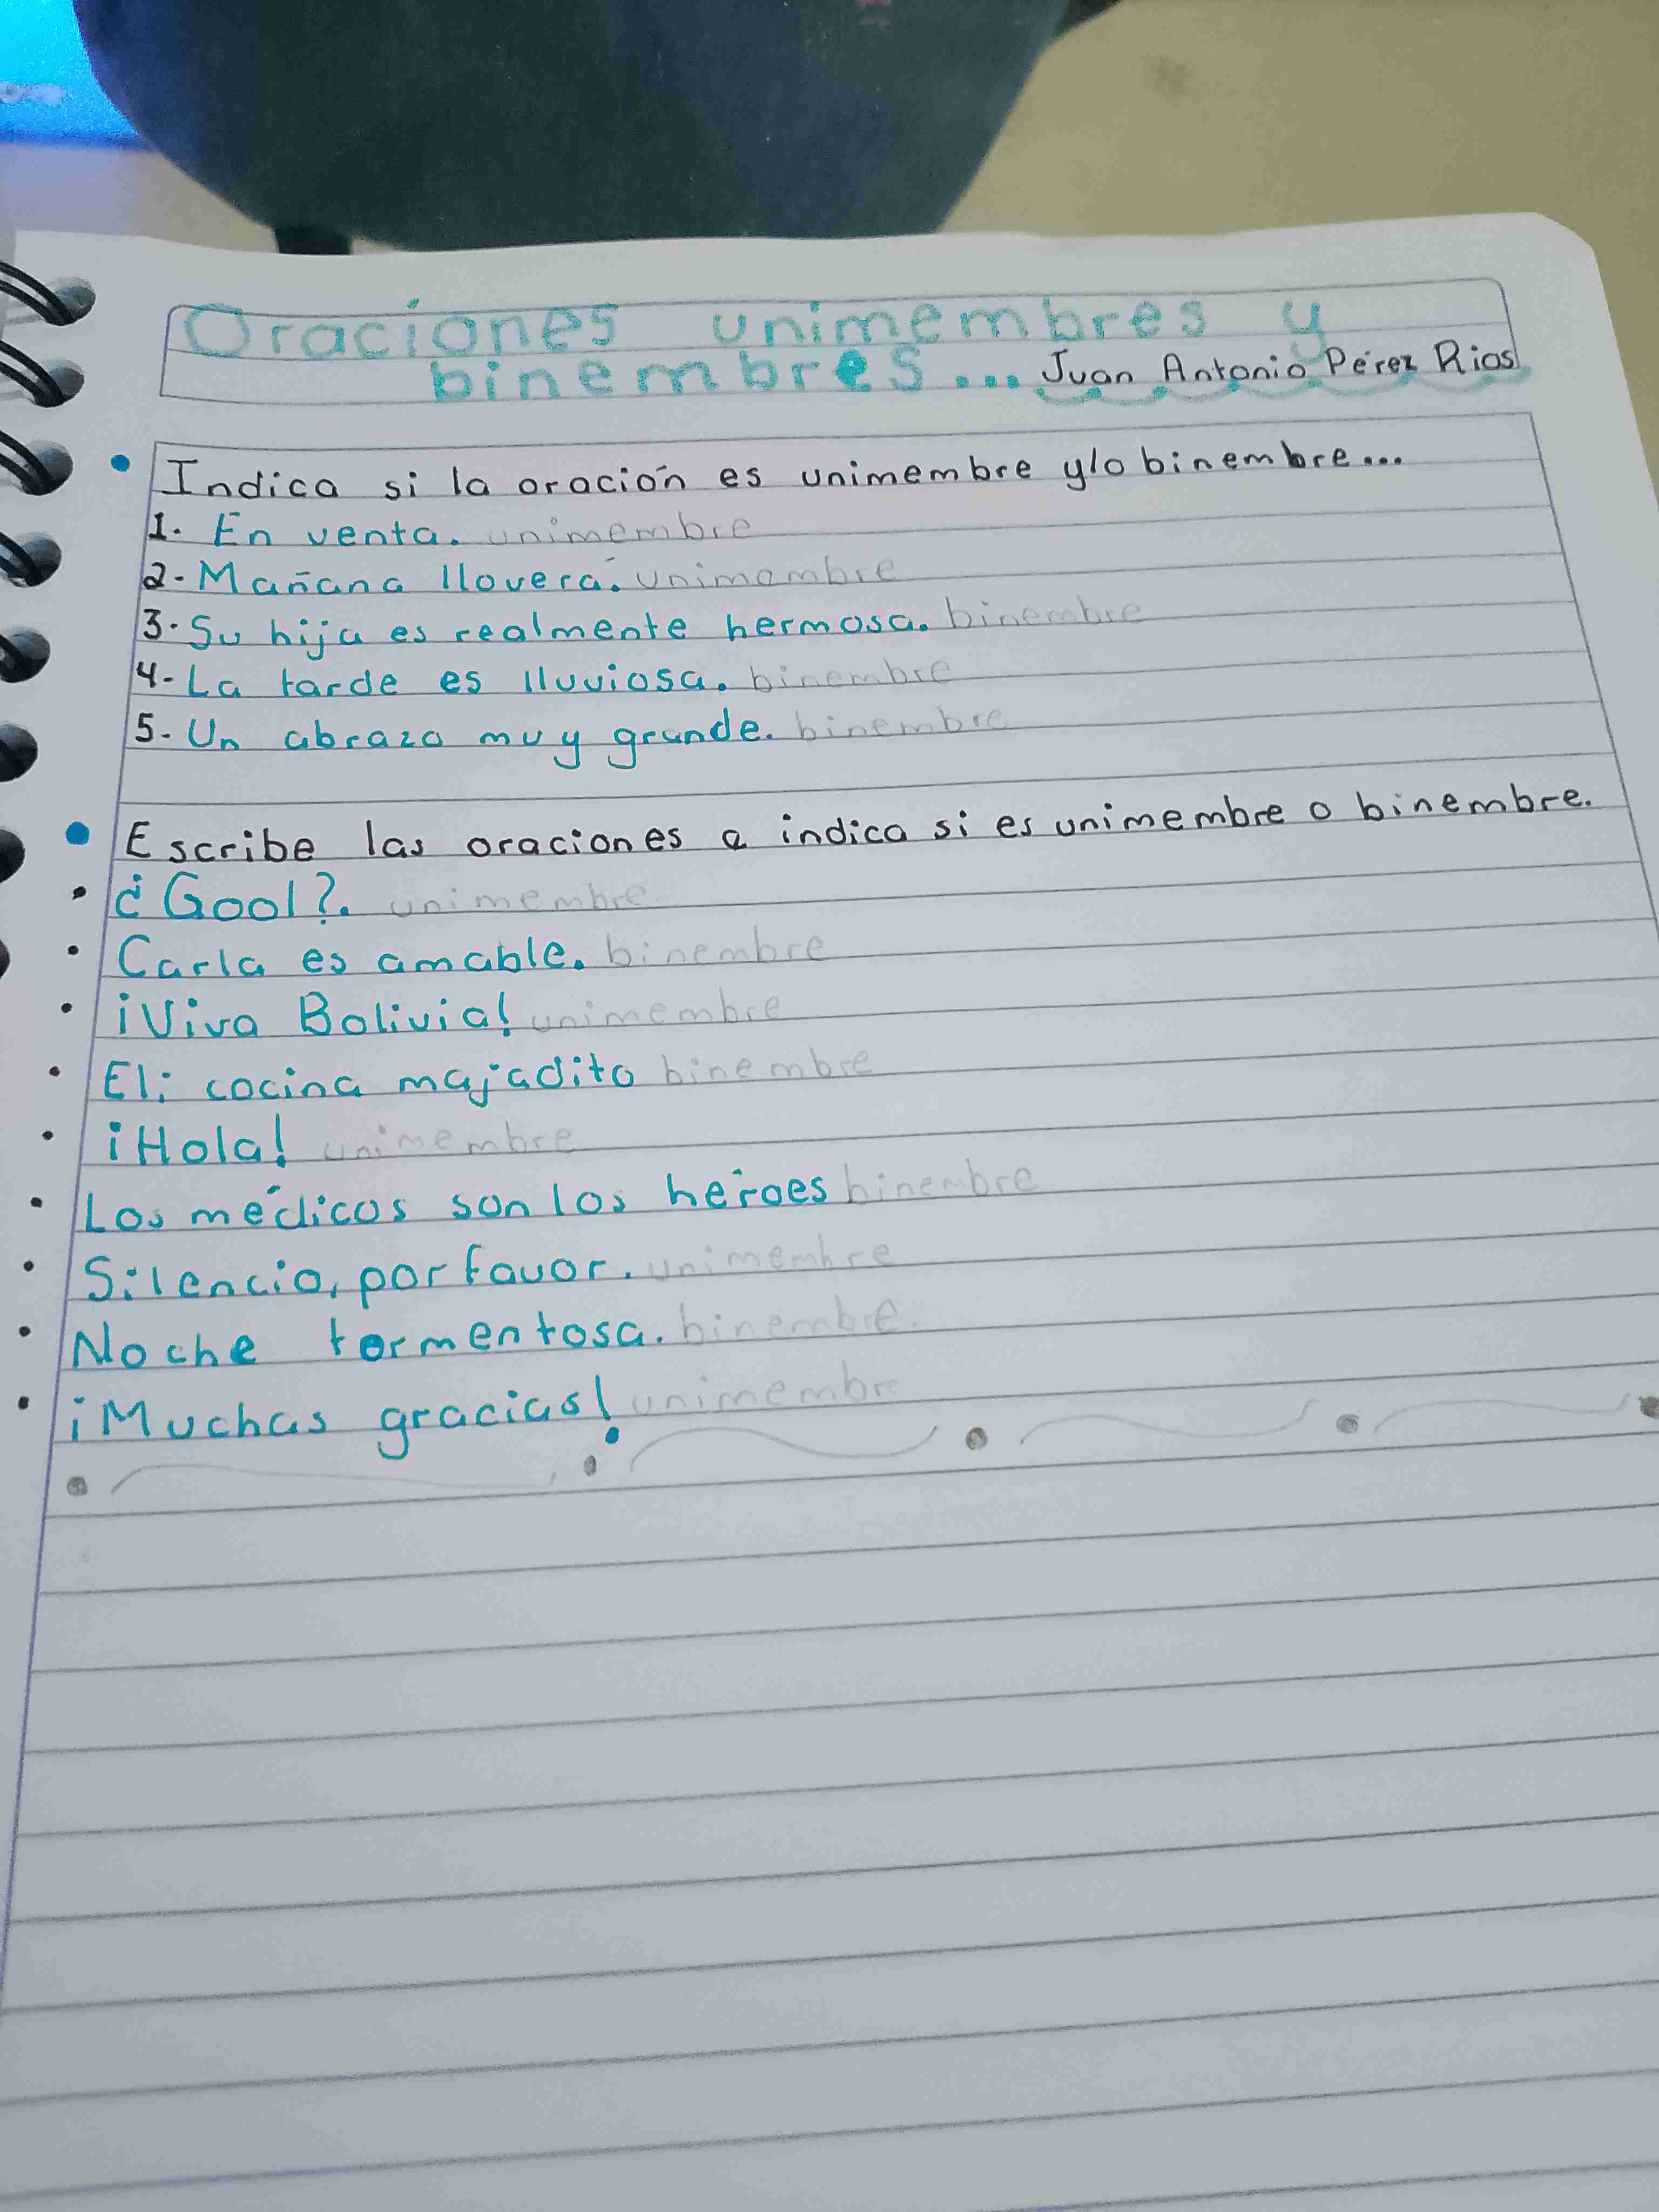 Oraciones unimembres y
binembres... Juan Antonio Pérez Rios
Indica si la oración es unimembre y/o binembre...
1. En venta. unimembre
2- Mañana lloverá. unimembre
3. Su hija es realmente hermosa. binembre
4- La tarde es lluviosa. binembre
5- Un abrazo muy grande. binembre
Escribe las oraciones e indica si es unimembre o binembre.
• ¿Gool?. unimembre
• Carla es amable. binembre
• ¡Viva Bolivia! unimembre
• Eli cocina majadito binembre
• ¡Hola! unimembre
• Los médicos son los héroes binembre
• Silencio, por favor. unimembre
• Noche tormentosa. binembre.
• ¡Muchas gracias! unimembre